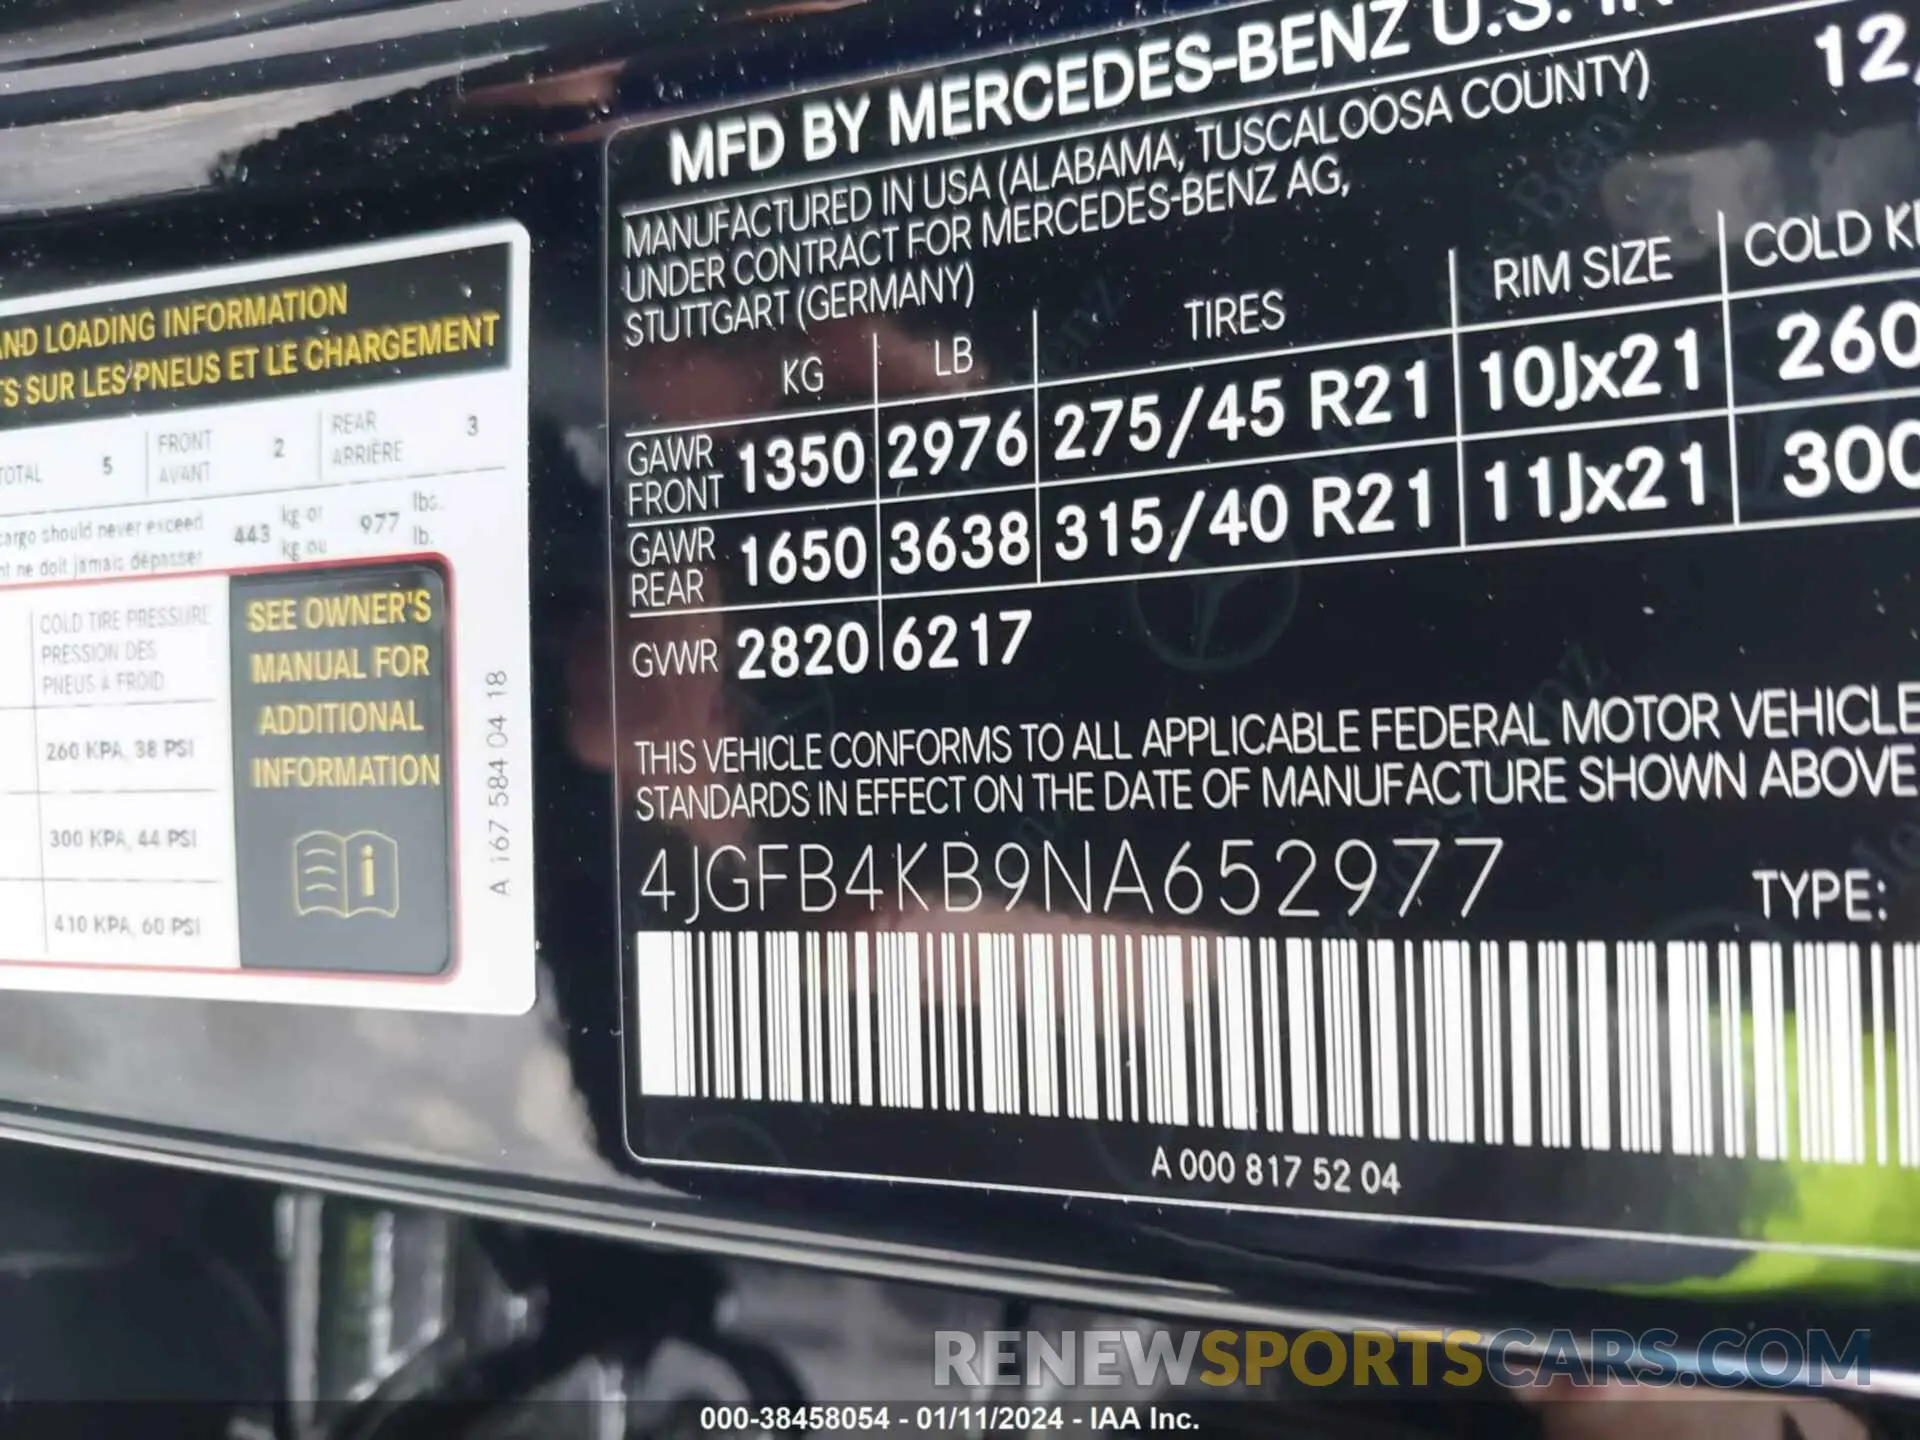 AND LOADING INFORMATION
SUR LES PNEUS ET LE CHARGEMENT
TOTAL 5 FRONT AVANT 2 REAR ARRIÈRE 3
cargo should never exceed 443 kg or 977 lbs.
ne doit jamais dépasser kg ou lb.
COLD TIRE PRESSURE
PRESSION DES
PNEUS À FROID
260 KPA, 38 PSI
300 KPA, 44 PSI
410 KPA, 60 PSI
SEE OWNER'S
MANUAL FOR
ADDITIONAL
INFORMATION
A 167 584 04 18
MFD BY MERCEDES-BENZ U.S.
12
MANUFACTURED IN USA (ALABAMA, TUSCALOOSA COUNTY)
UNDER CONTRACT FOR MERCEDES-BENZ AG,
STUTTGART (GERMANY)
KG LB TIRES RIM SIZE COLD
GAWR FRONT 1350 2976 275/45 R21 10Jx21 260
GAWR REAR 1650 3638 315/40 R21 11Jx21 300
GVWR 2820 6217
THIS VEHICLE CONFORMS TO ALL APPLICABLE FEDERAL MOTOR VEHICLE
STANDARDS IN EFFECT ON THE DATE OF MANUFACTURE SHOWN ABOVE
4JGFB4KB9NA652977
TYPE:
A 000 817 52 04
RENEWSPORTSCARS.COM
000-38458054 - 01/11/2024 - IAA Inc.